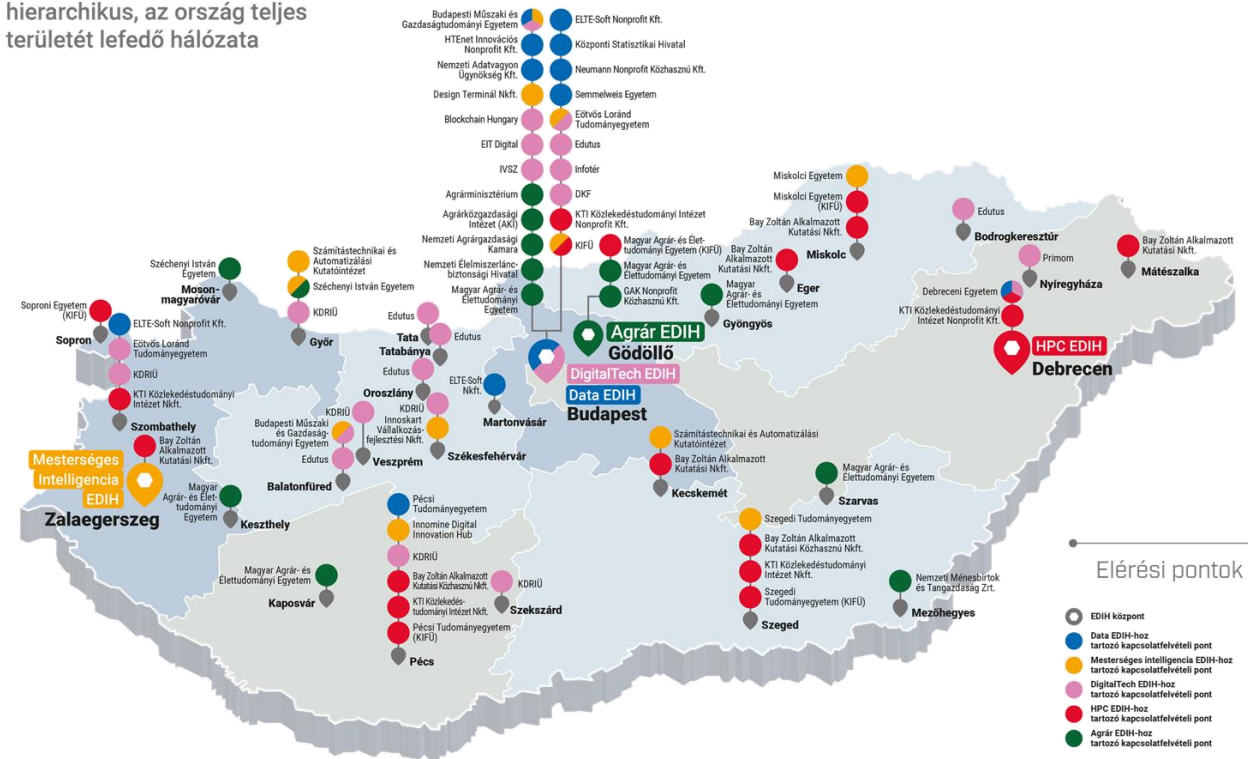 hierarchikus, az ország teljes
területét lefedő hálózata
Budapesti Műszaki és
Gazdaságtudományi Egyetem
HTEnet Innovációs
Nonprofit Kft.
Nemzeti Adatvagyon
Ügynökség Kft.
Design Terminál Nkft.
Blockchain Hungary
EIT Digital
IVSZ
Agrárminisztérium
Agrárközgazdasági
Intézet (AKI)
Nemzeti Agrárgazdasági
Kamara
Nemzeti Élelmiszerlánc-
biztonsági Hivatal
Magyar Agrár- és
Élettudományi
Egyetem
ELTE-Soft Nonprofit Kft.
Központi Statisztikai Hivatal
Neumann Nonprofit Közhasznú Kft.
Semmelweis Egyetem
Eötvös Loránd
Tudományegyetem
Edutus
Infotér
DKF
KTI Közlekedéstudományi Intézet
Nonprofit Kft.
KIFÜ
Magyar Agrár- és Élet-
tudományi Egyetem (KIFÜ)
Magyar Agrár- és
Élettudományi Egyetem
GAK Nonprofit
Közhasznú Kft.
Agrár EDIH
Gödöllő
DigitalTech EDIH
Data EDIH
Budapest
Magyar
Agrár- és
Élettudományi Egyetem
Gyöngyös
Bay Zoltán
Alkalmazott
Kutatási Nkft.
Eger
Miskolci Egyetem
Miskolci Egyetem
(KIFÜ)
Bay Zoltán Alkalmazott
Kutatási Nkft.
Miskolc
Edutus
Bodrogkeresztúr
Primom
Nyíregyháza
Bay Zoltán Alkalmazott
Kutatási Nkft.
Mátészalka
Debreceni Egyetem
KTI Közlekedéstudományi
Intézet Nonprofit Kft.
HPC EDIH
Debrecen
Számítástechnikai és
Automatizálási
Kutatóintézet
Széchenyi István Egyetem
KDRIÜ
Győr
Széchenyi István
Egyetem
Moson-
magyaróvár
Soproni Egyetem
(KIFÜ)
Sopron
ELTE-Soft Nonprofit Kft.
Eötvös Loránd
Tudományegyetem
KDRIÜ
KTI Közlekedéstudományi
Intézet Nkft.
Szombathely
Bay Zoltán
Alkalmazott
Kutatási Nkft.
Mesterséges
Intelligencia
EDIH
Zalaegerszeg
Magyar
Agrár- és Élet-
tudományi
Egyetem
Keszthely
Edutus
Tata
Edutus
Tatabánya
Edutus
Oroszlány
KDRIÜ
Innoskart
Vállalkozás-
fejlesztési Nkft.
Székesfehérvár
KDRIÜ
Veszprém
Budapesti Műszaki
és Gazdaság-
tudományi Egyetem
Edutus
Balatonfüred
ELTE-Soft
Nkft.
Martonvásár
Számítástechnikai és Automatizálási
Kutatóintézet
Bay Zoltán Alkalmazott
Kutatási Nkft.
Kecskemét
Magyar Agrár- és
Élettudományi Egyetem
Szarvas
Magyar Agrár- és
Élettudományi Egyetem
Kaposvár
Pécsi
Tudományegyetem
Innomine Digital
Innovation Hub
KDRIÜ
Bay Zoltán Alkalmazott
Kutatási Közhasznú Nkft.
KTI Közlekedés-
tudományi Intézet Nkft.
Pécsi Tudományegyetem
(KIFÜ)
Pécs
KDRIÜ
Szekszárd
Szegedi Tudományegyetem
Bay Zoltán Alkalmazott
Kutatási Közhasznú Nkft.
KTI Közlekedéstudományi
Intézet Nkft.
Szegedi
Tudományegyetem (KIFÜ)
Szeged
Nemzeti Ménesbirtok
és Tangazdaság Zrt.
Mezőhegyes
Elérési pontok
EDIH központ
Data EDIH-hoz
tartozó kapcsolatfelvételi pont
Mesterséges intelligencia EDIH-hoz
tartozó kapcsolatfelvételi pont
DigitalTech EDIH-hoz
tartozó kapcsolatfelvételi pont
HPC EDIH-hoz
tartozó kapcsolatfelvételi pont
Agrár EDIH-hoz
tartozó kapcsolatfelvételi pont